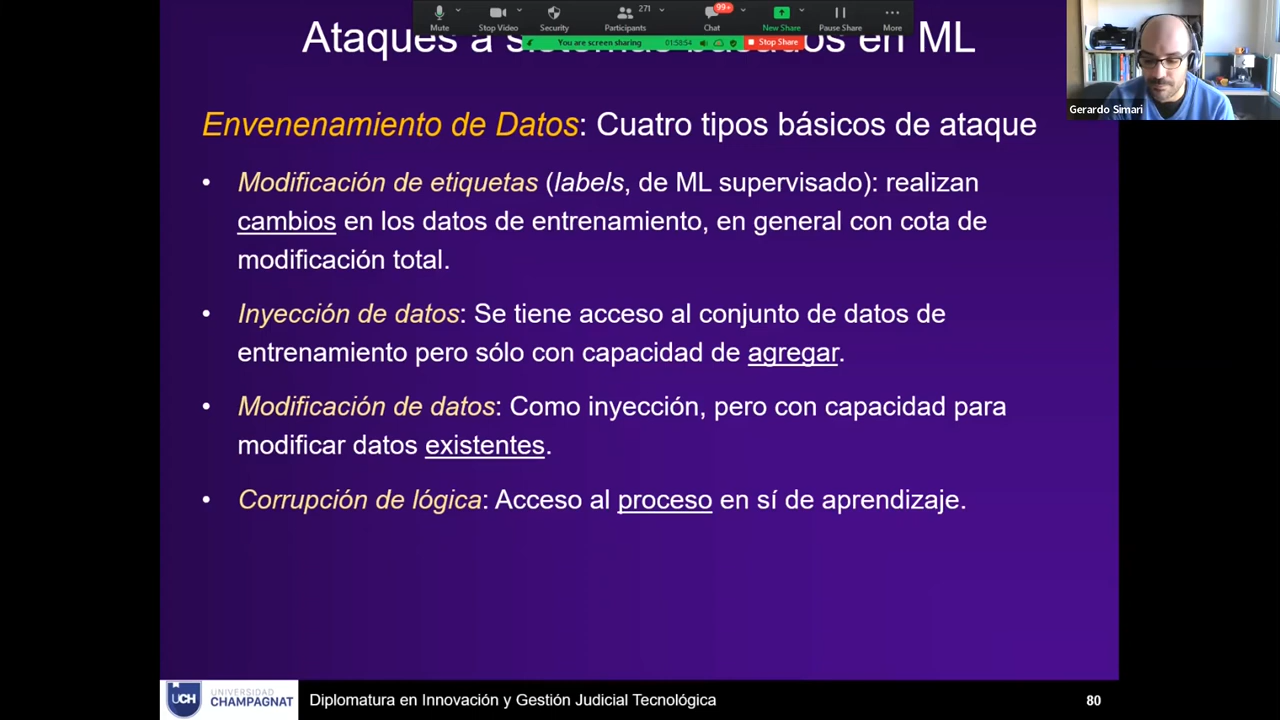 99+
271
Mute
Stop Video
Security
Participants
Chat
New Share
Pause Share
More
You are screen sharing
01:58:54
Stop Share
Ataques a en ML
Gerardo Simari
Envenenamiento de Datos: Cuatro tipos básicos de ataque
• Modificación de etiquetas (labels, de ML supervisado): realizan
cambios en los datos de entrenamiento, en general con cota de
modificación total.
• Inyección de datos: Se tiene acceso al conjunto de datos de
entrenamiento pero sólo con capacidad de agregar.
• Modificación de datos: Como inyección, pero con capacidad para
modificar datos existentes.
• Corrupción de lógica: Acceso al proceso en sí de aprendizaje.
UCH
UNIVERSIDAD
CHAMPAGNAT
Diplomatura en Innovación y Gestión Judicial Tecnológica
80